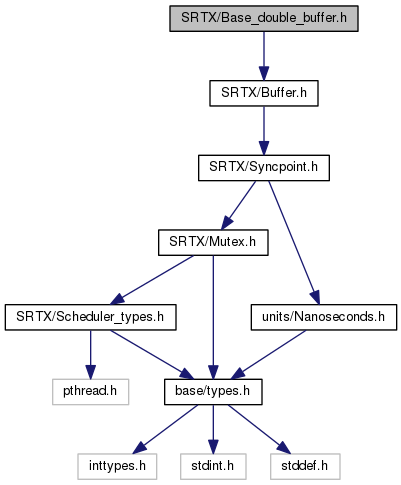 SRTX/Base_double_buffer.h
SRTX/Buffer.h
SRTX/Syncpoint.h
SRTX/Mutex.h
SRTX/Scheduler_types.h
units/Nanoseconds.h
pthread.h
base/types.h
inttypes.h
stdint.h
stddef.h